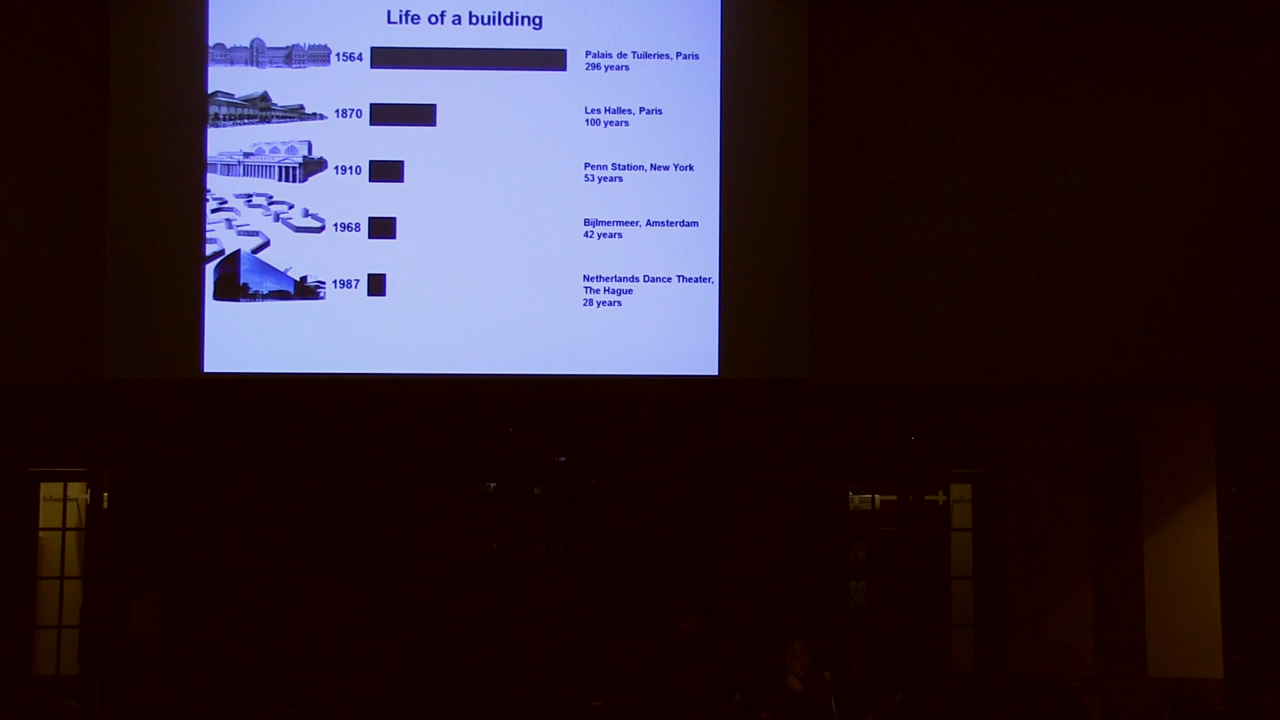 Life of a building
1564
Palais de Tuileries, Paris
296 years
1870
Les Halles, Paris
100 years
1910
Penn Station, New York
53 years
1968
Bijlmermeer, Amsterdam
42 years
1987
Netherlands Dance Theater,
The Hague
28 years